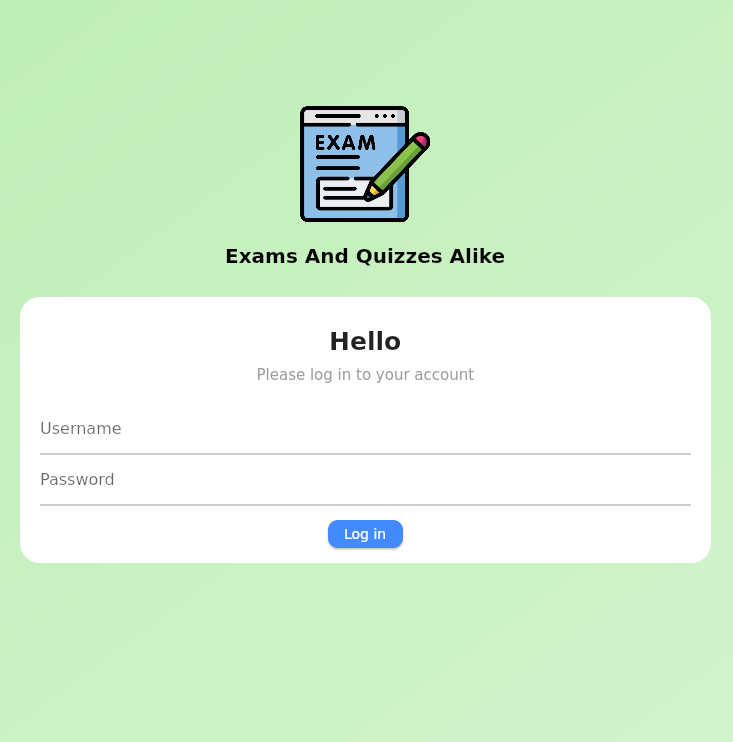 EXAM
Exams And Quizzes Alike
Hello
Please log in to your account
Username
Password
Log in